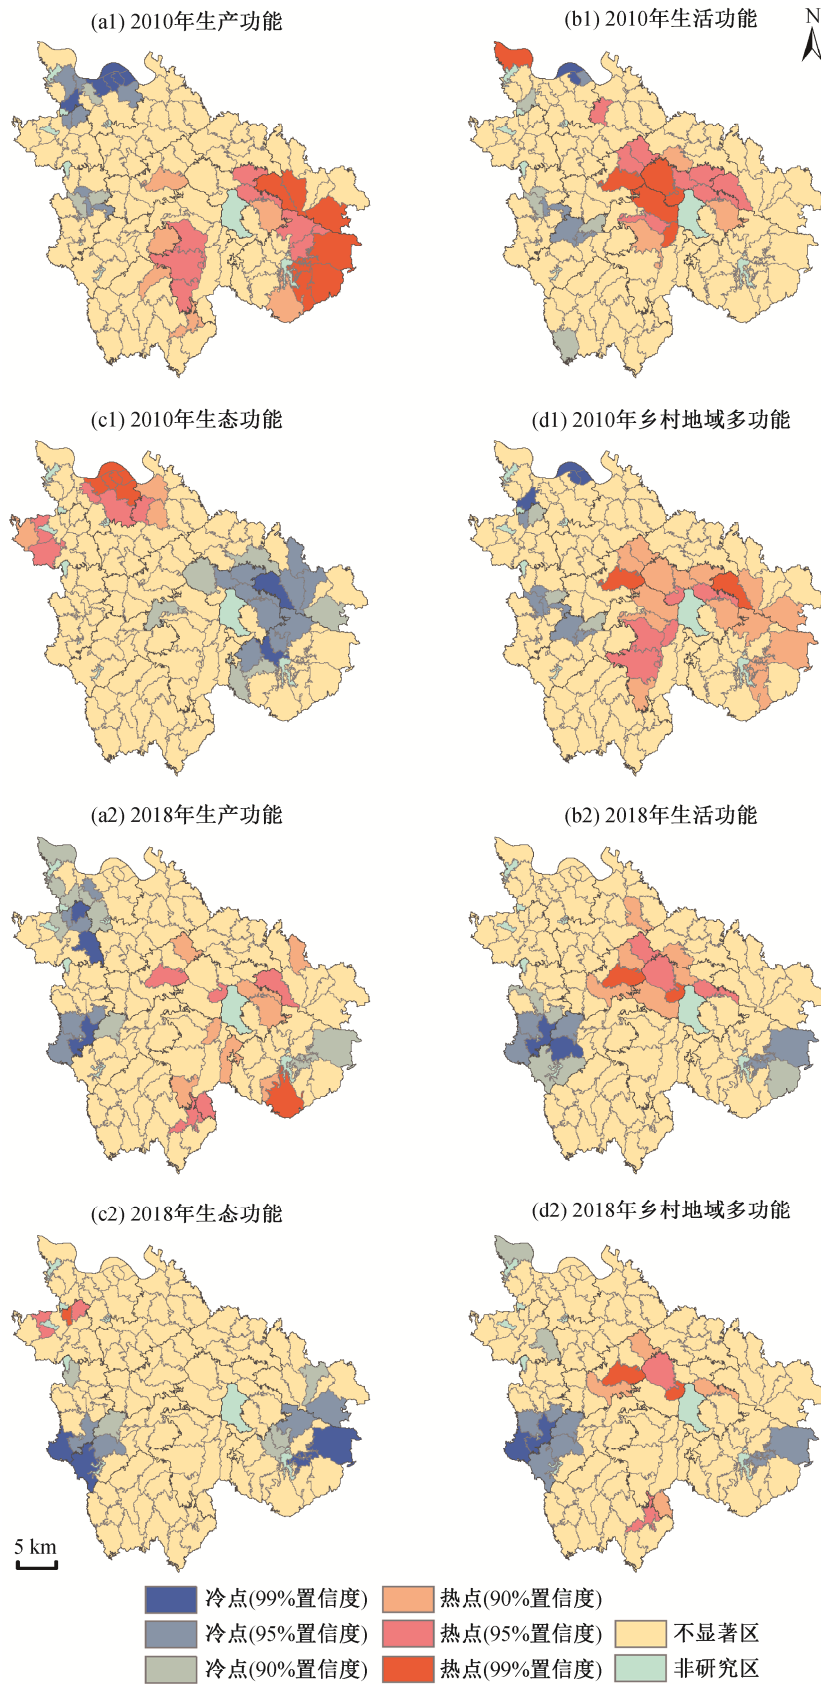 (a1) 2010年生产功能
(b1) 2010年生活功能
N
(c1) 2010年生态功能
(d1) 2010年乡村地域多功能
(a2) 2018年生产功能
(b2) 2018年生活功能
(c2) 2018年生态功能
(d2) 2018年乡村地域多功能
5 km
冷点(99%置信度)
热点(90%置信度)
冷点(95%置信度)
热点(95%置信度)
不显著区
冷点(90%置信度)
热点(99%置信度)
非研究区